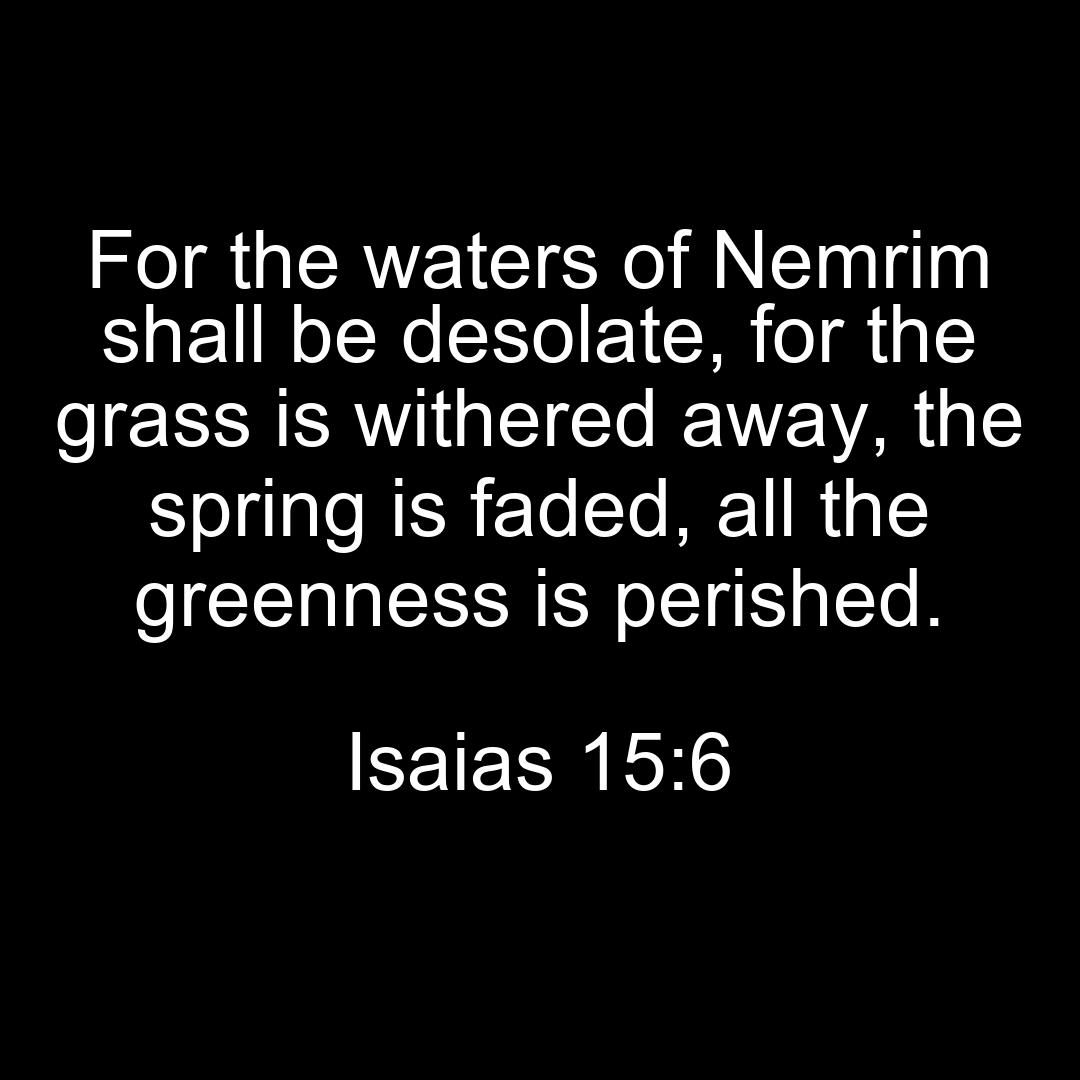 For the waters of Nemrim
shall be desolate, for the
grass is withered away, the
spring is faded, all the
greenness is perished.
Isaias 15:6